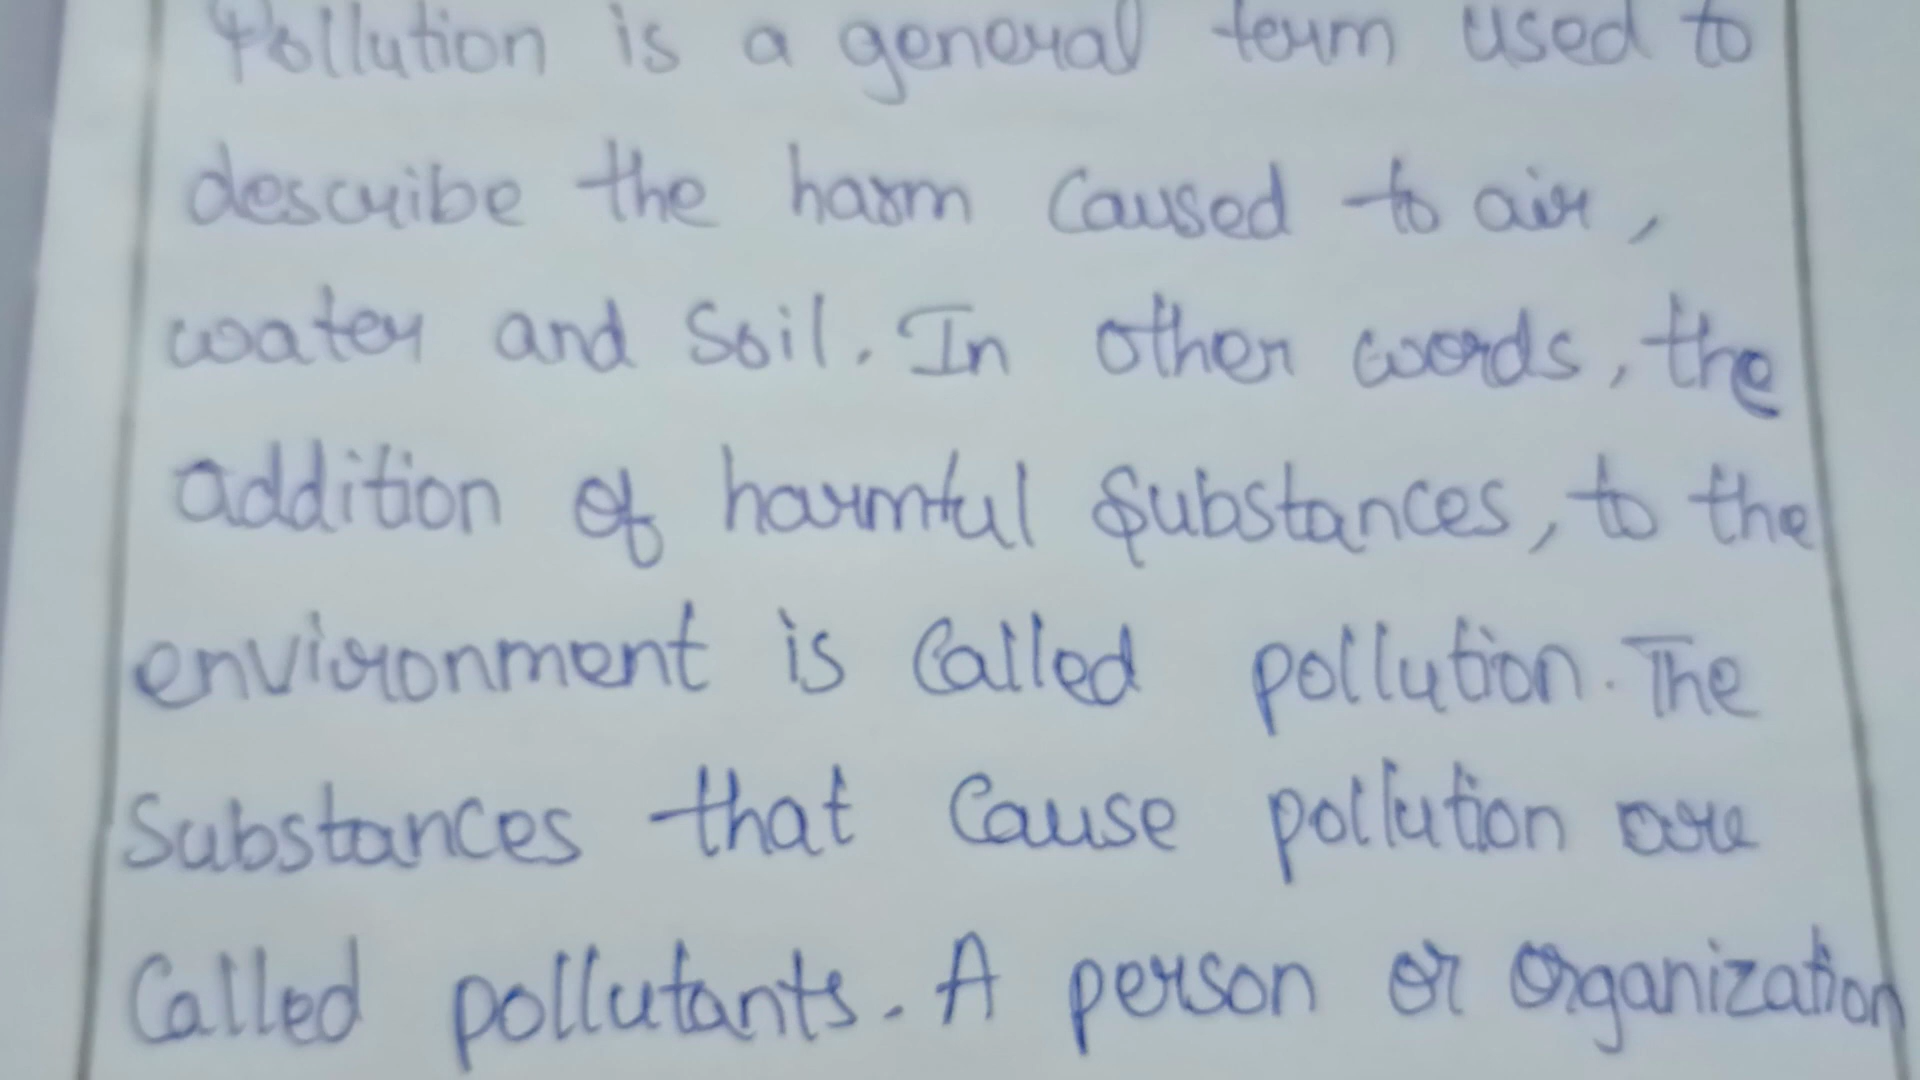 Pollution is a general term used to
describe the harm caused to air,
water and soil. In other words, the
addition of harmful substances, to the
environment is called pollution. The
Substances that cause pollution are
Called pollutants. A person or organization